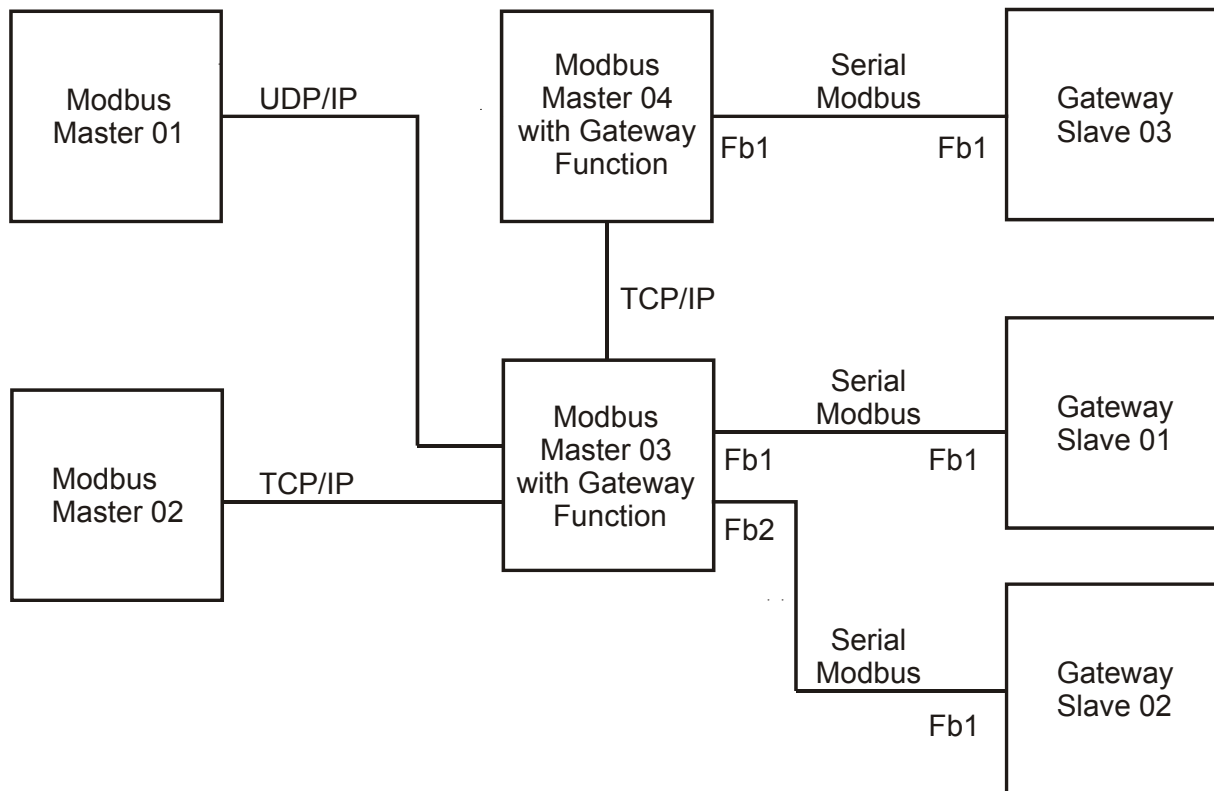 Modbus
Master 01
UDP/IP
Modbus
Master 04
with Gateway
Function
Serial
Modbus
Fb1
Fb1
Gateway
Slave 03
TCP/IP
Modbus
Master 02
TCP/IP
Modbus
Master 03
with Gateway
Function
Serial
Modbus
Fb1
Fb1
Gateway
Slave 01
Fb2
Serial
Modbus
Fb1
Gateway
Slave 02